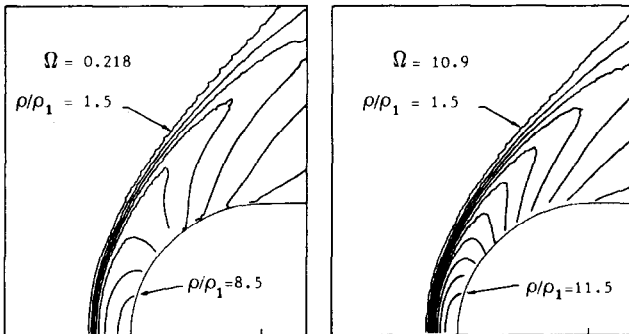 Ω = 0.218
ρ/ρ₁ = 1.5
ρ/ρ₁=8.5
Ω = 10.9
ρ/ρ₁ = 1.5
ρ/ρ₁=11.5